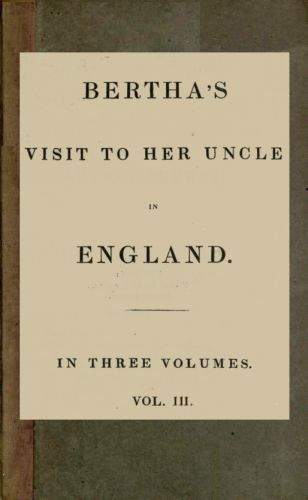 BERTHA'S
VISIT TO HER UNCLE
IN
ENGLAND.
IN THREE VOLUMES.
VOL. III.